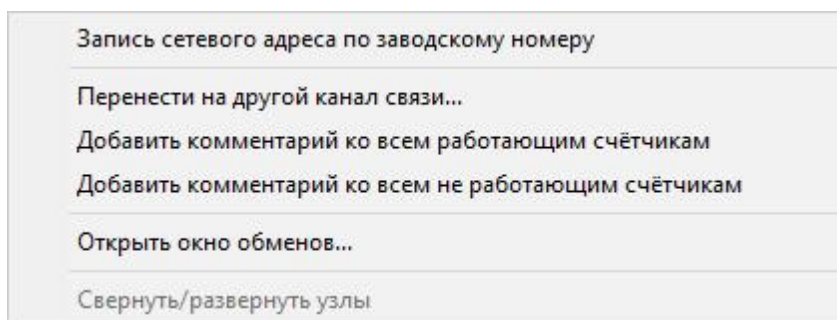 Запись сетевого адреса по заводскому номеру
Перенести на другой канал связи...
Добавить комментарий ко всем работающим счётчикам
Добавить комментарий ко всем не работающим счётчикам
Открыть окно обменов...
Свернуть/развернуть узлы